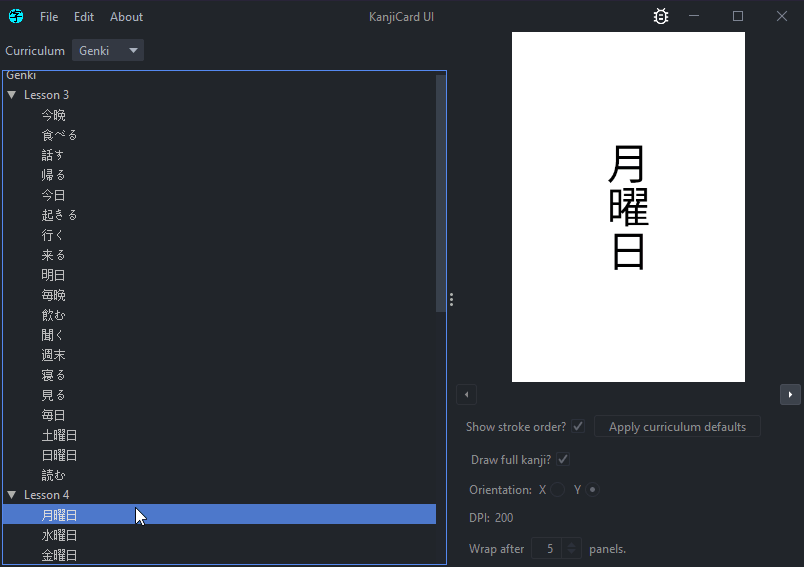 字
File Edit About
KanjiCard UI
Curriculum Genki
Genki
Lesson 3
今晩
食べる
話す
帰る
今日
起きる
行く
来る
明日
毎晩
飲む
聞く
週末
寝る
見る
毎日
土曜日
日曜日
読む
Lesson 4
月曜日
水曜日
金曜日
月曜日
Show stroke order? Apply curriculum defaults
Draw full kanji?
Orientation: X Y
DPI: 200
Wrap after 5 panels.